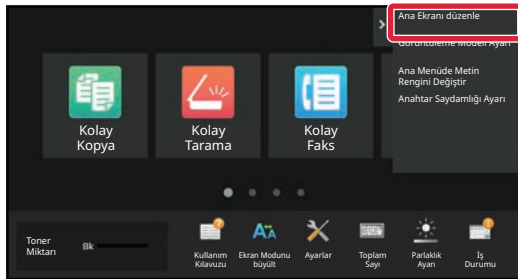 Ana Ekranı düzenle
Görüntüleme Modeli Ayarı
Ana Menüde Metin
Rengini Değiştir
Anahtar Saydamlığı Ayarı
Kolay
Kopya
Kolay
Tarama
Kolay
Faks
Toner
Miktarı
Bk
Kullanım
Kılavuzu
Ekran Modunu
büyült
Ayarlar
Toplam
Sayı
Parlaklık
Ayarı
İş
Durumu